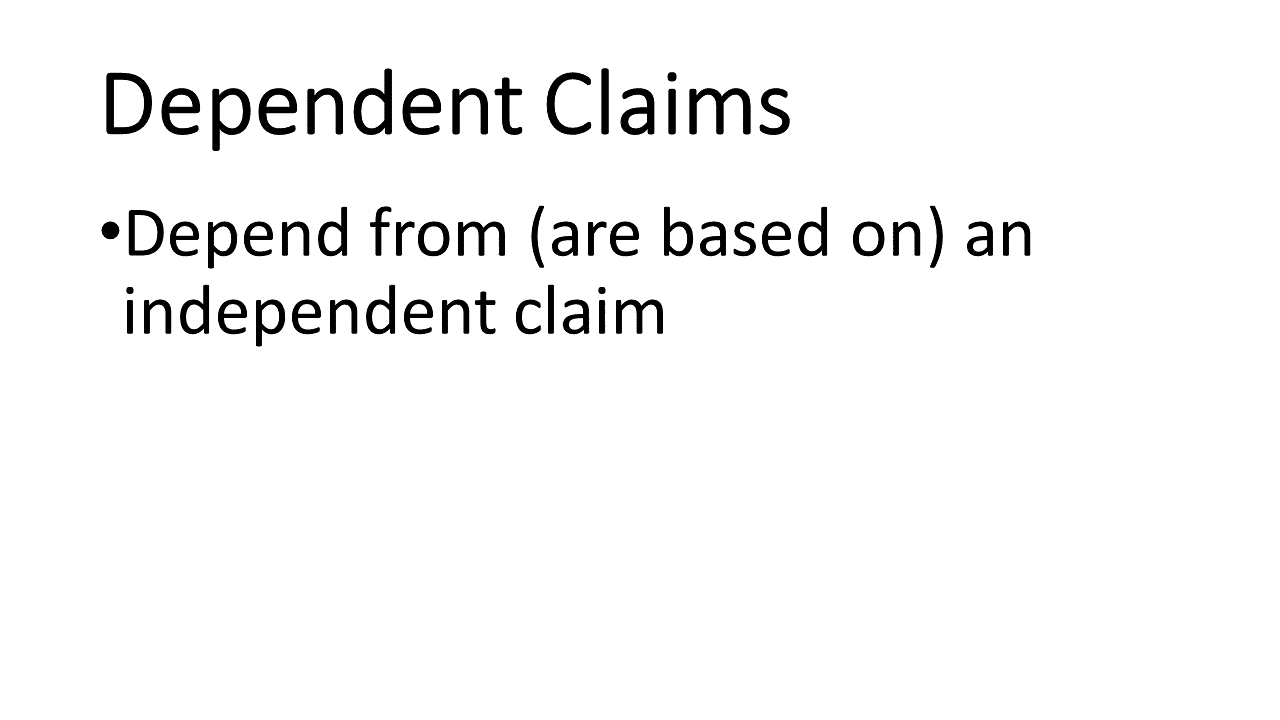 Dependent Claims
•Depend from (are based on) an
independent claim